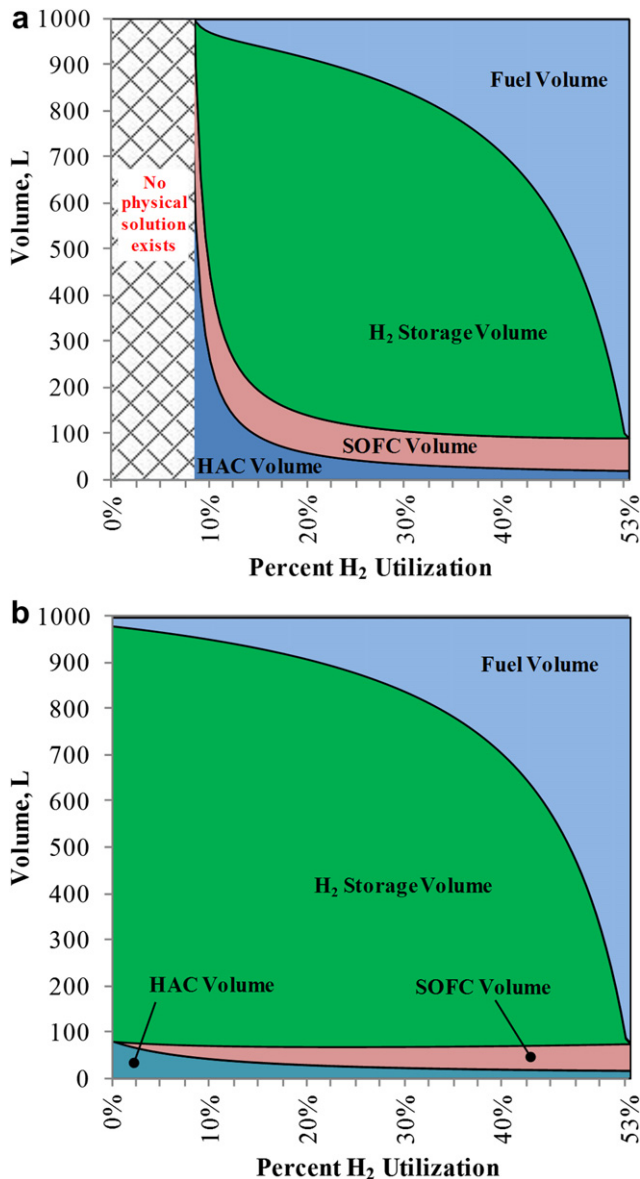 a
1000
900
800
700
600
500
400
300
200
100
0
Volume, L
No
physical
solution
exists
Fuel Volume
H₂ Storage Volume
SOFC Volume
HAC Volume
0%
10%
20%
30%
40%
53%
Percent H₂ Utilization
b
1000
900
800
700
600
500
400
300
200
100
0
Volume, L
Fuel Volume
H₂ Storage Volume
HAC Volume
SOFC Volume
0%
10%
20%
30%
40%
53%
Percent H₂ Utilization